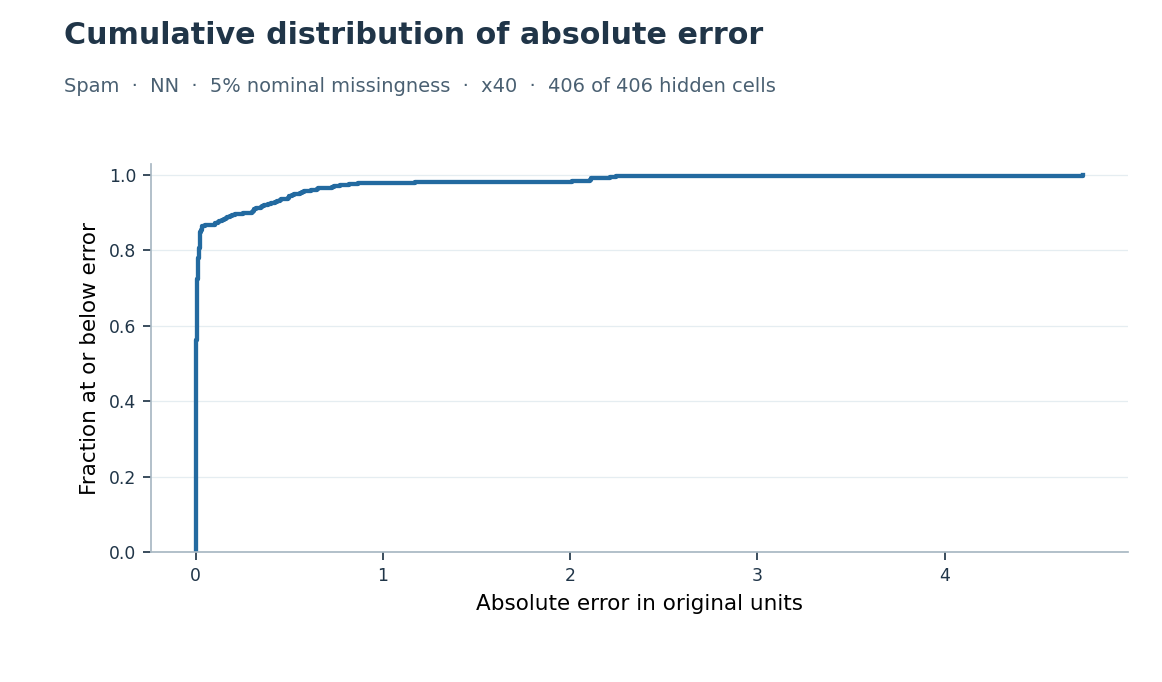 Cumulative distribution of absolute error
Spam · NN · 5% nominal missingness · x40 · 406 of 406 hidden cells
Fraction at or below error
1.0
0.8
0.6
0.4
0.2
0.0
0 1 2 3 4
Absolute error in original units